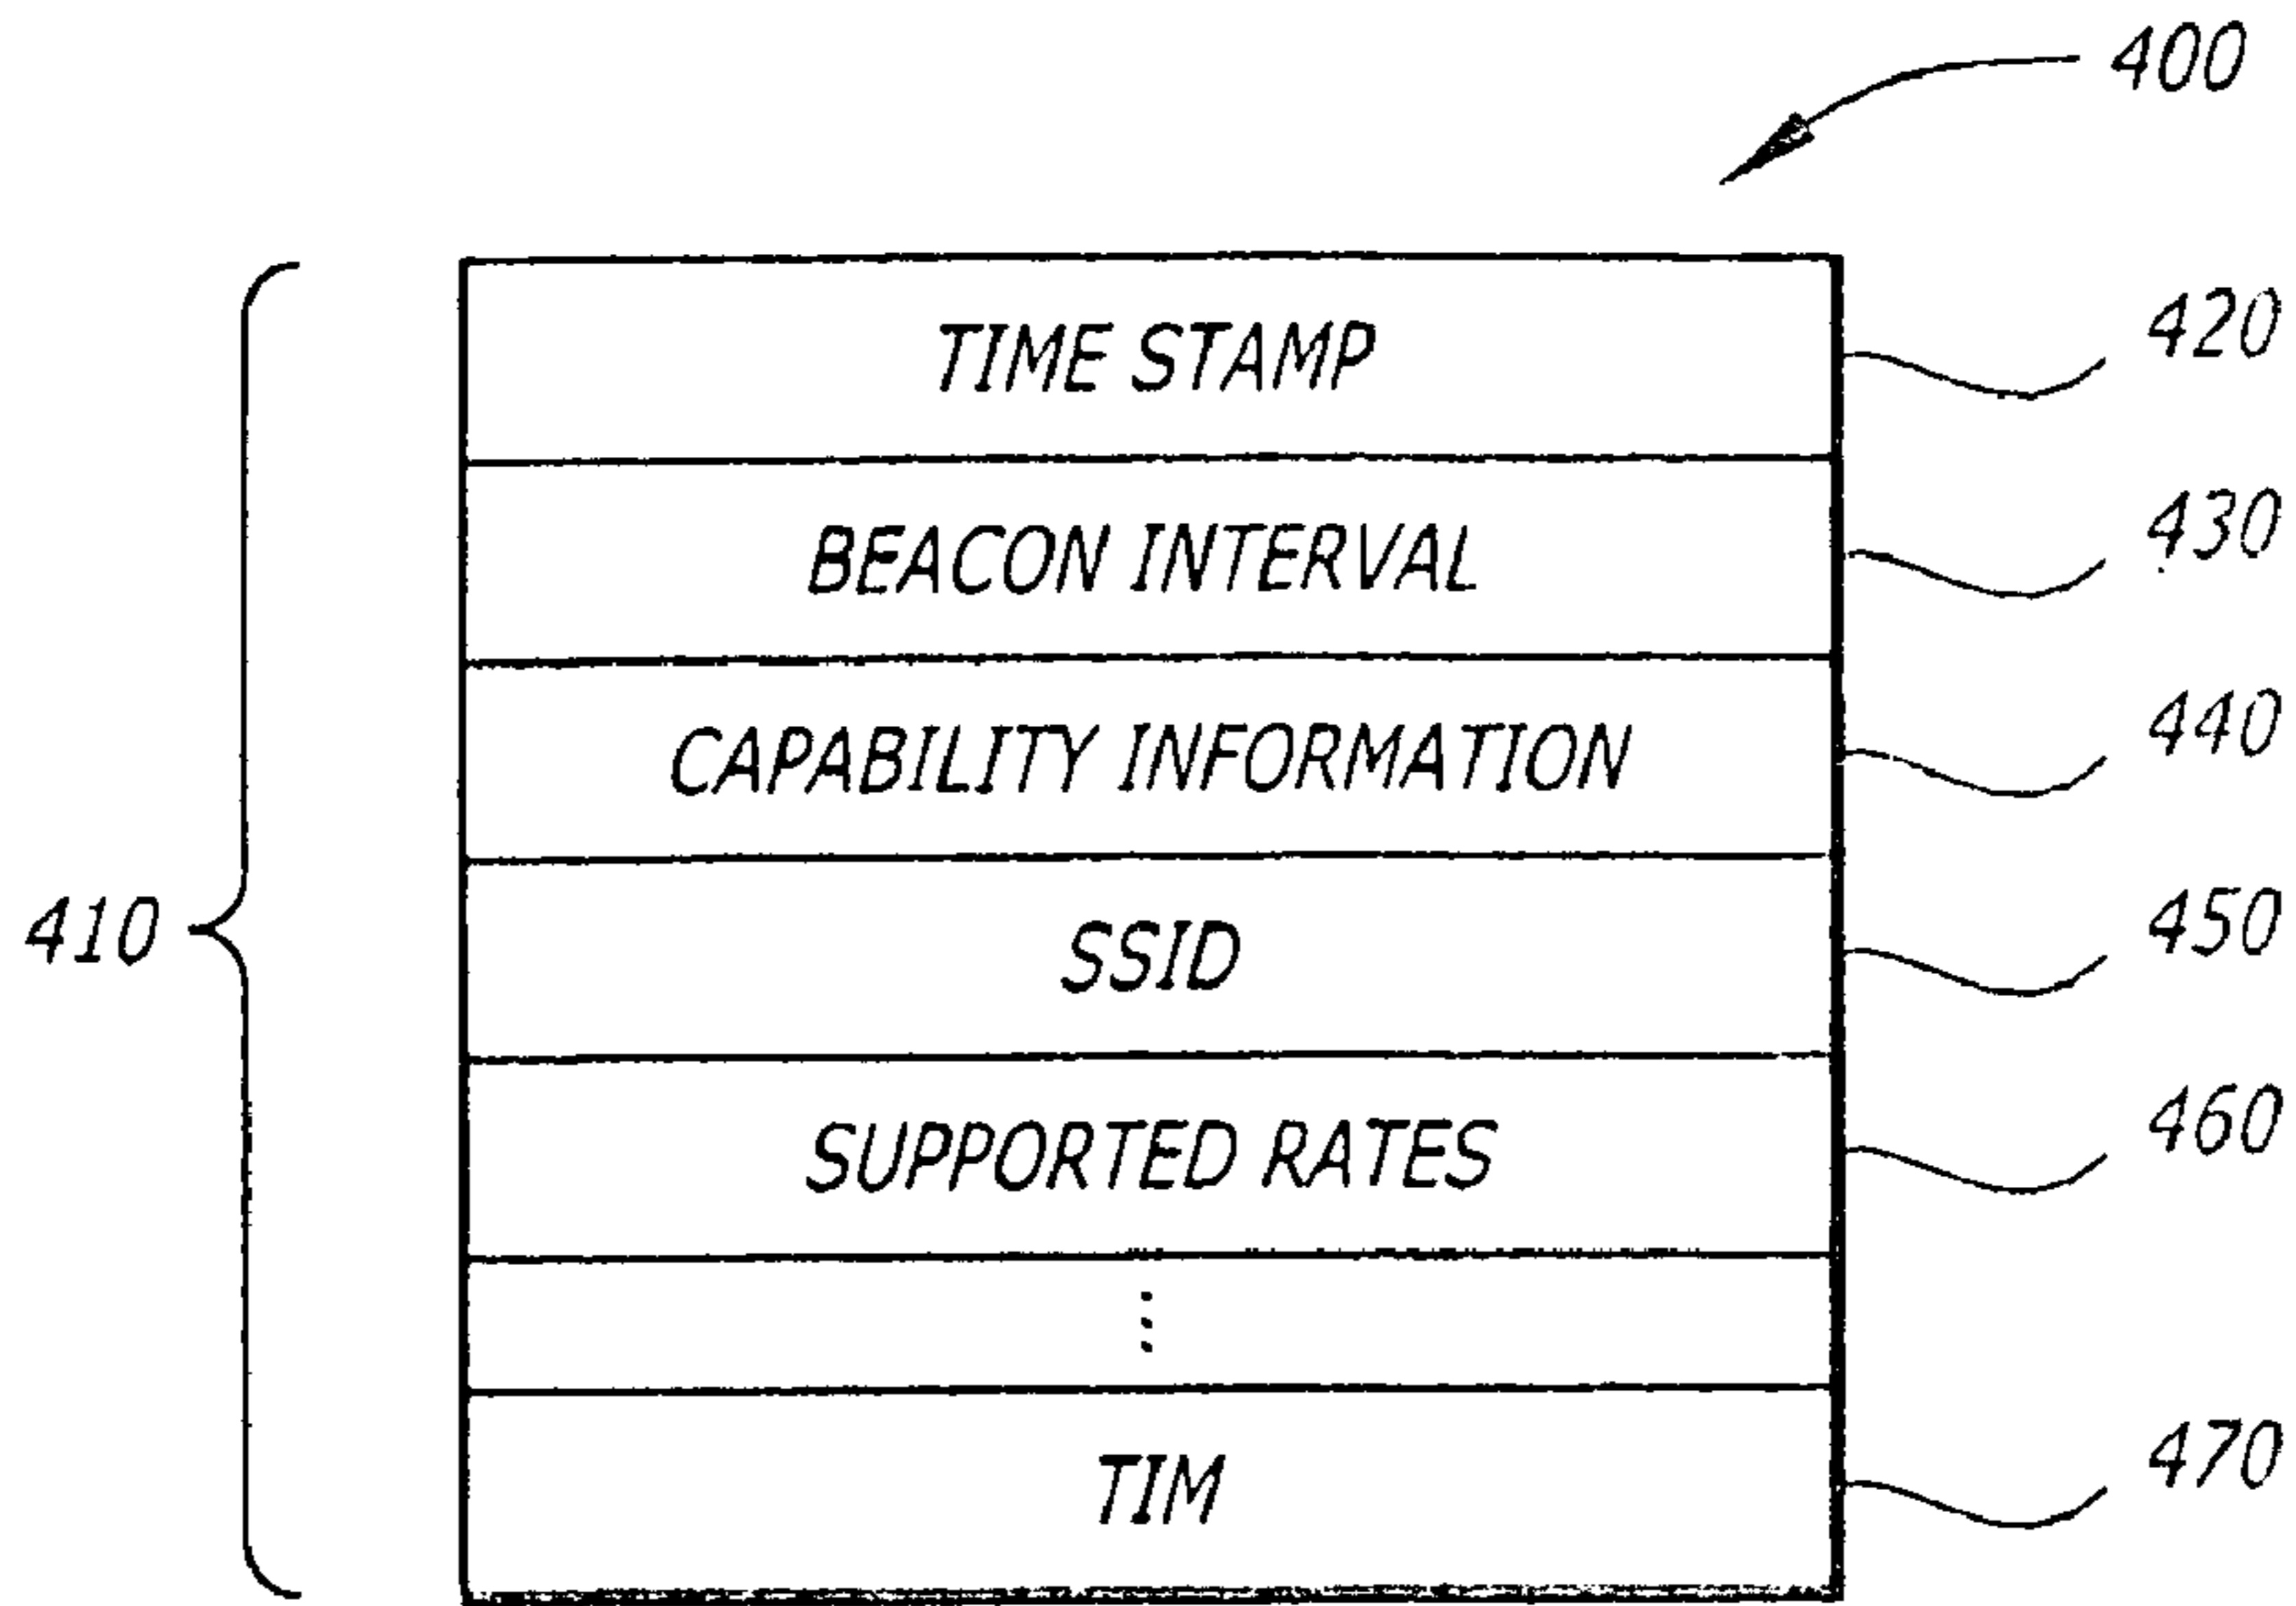 400
TIME STAMP 420
BEACON INTERVAL 430
CAPABILITY INFORMATION 440
410 SSID 450
SUPPORTED RATES 460
⋮
TIM 470